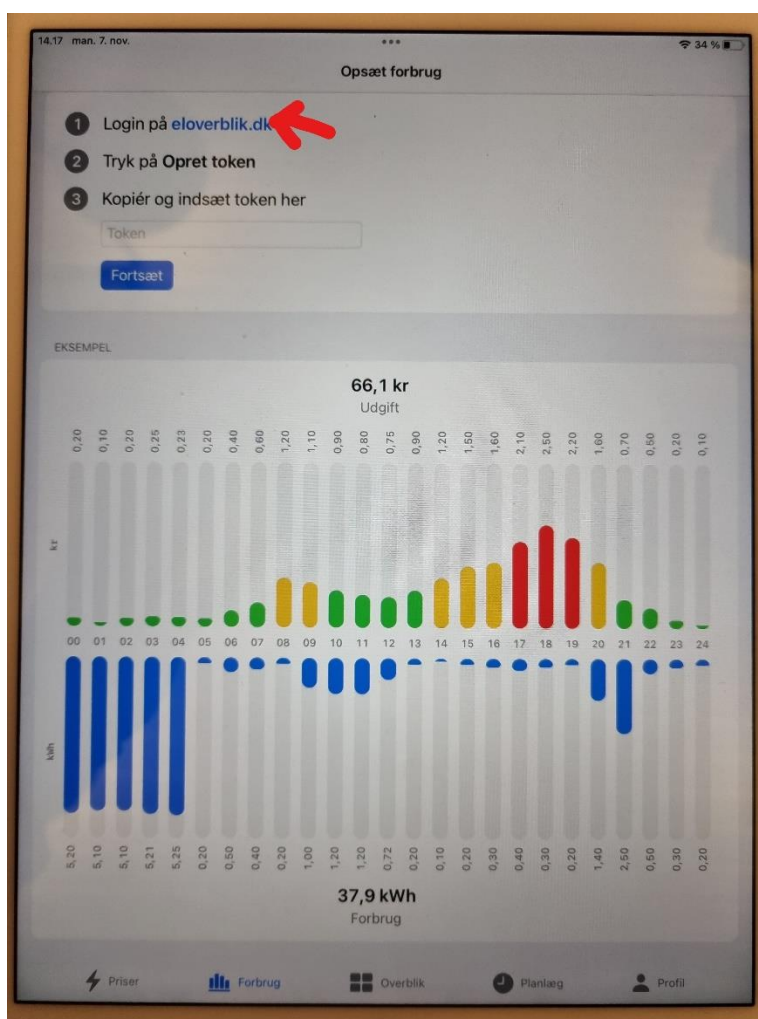 14.17 man. 7. nov.
34 %
Opsæt forbrug
1 Login på eloverblik.dk
2 Tryk på Opret token
3 Kopiér og indsæt token her
Token
Fortsæt
EKSEMPEL
66,1 kr
Udgift
0,20 0,10 0,20 0,25 0,23 0,20 0,40 0,60 1,20 1,10 0,90 0,80 0,75 0,90 1,20 1,50 1,60 2,10 2,50 2,20 1,60 0,70 0,50 0,20 0,10
kr
00 01 02 03 04 05 06 07 08 09 10 11 12 13 14 15 16 17 18 19 20 21 22 23 24
kWh
5,20 5,10 5,10 5,21 5,25 0,20 0,50 0,40 0,20 1,00 1,20 1,20 0,72 0,20 0,10 0,20 0,30 0,40 0,30 0,20 1,40 2,50 0,50 0,30 0,20
37,9 kWh
Forbrug
Priser Forbrug Overblik Planlæg Profil